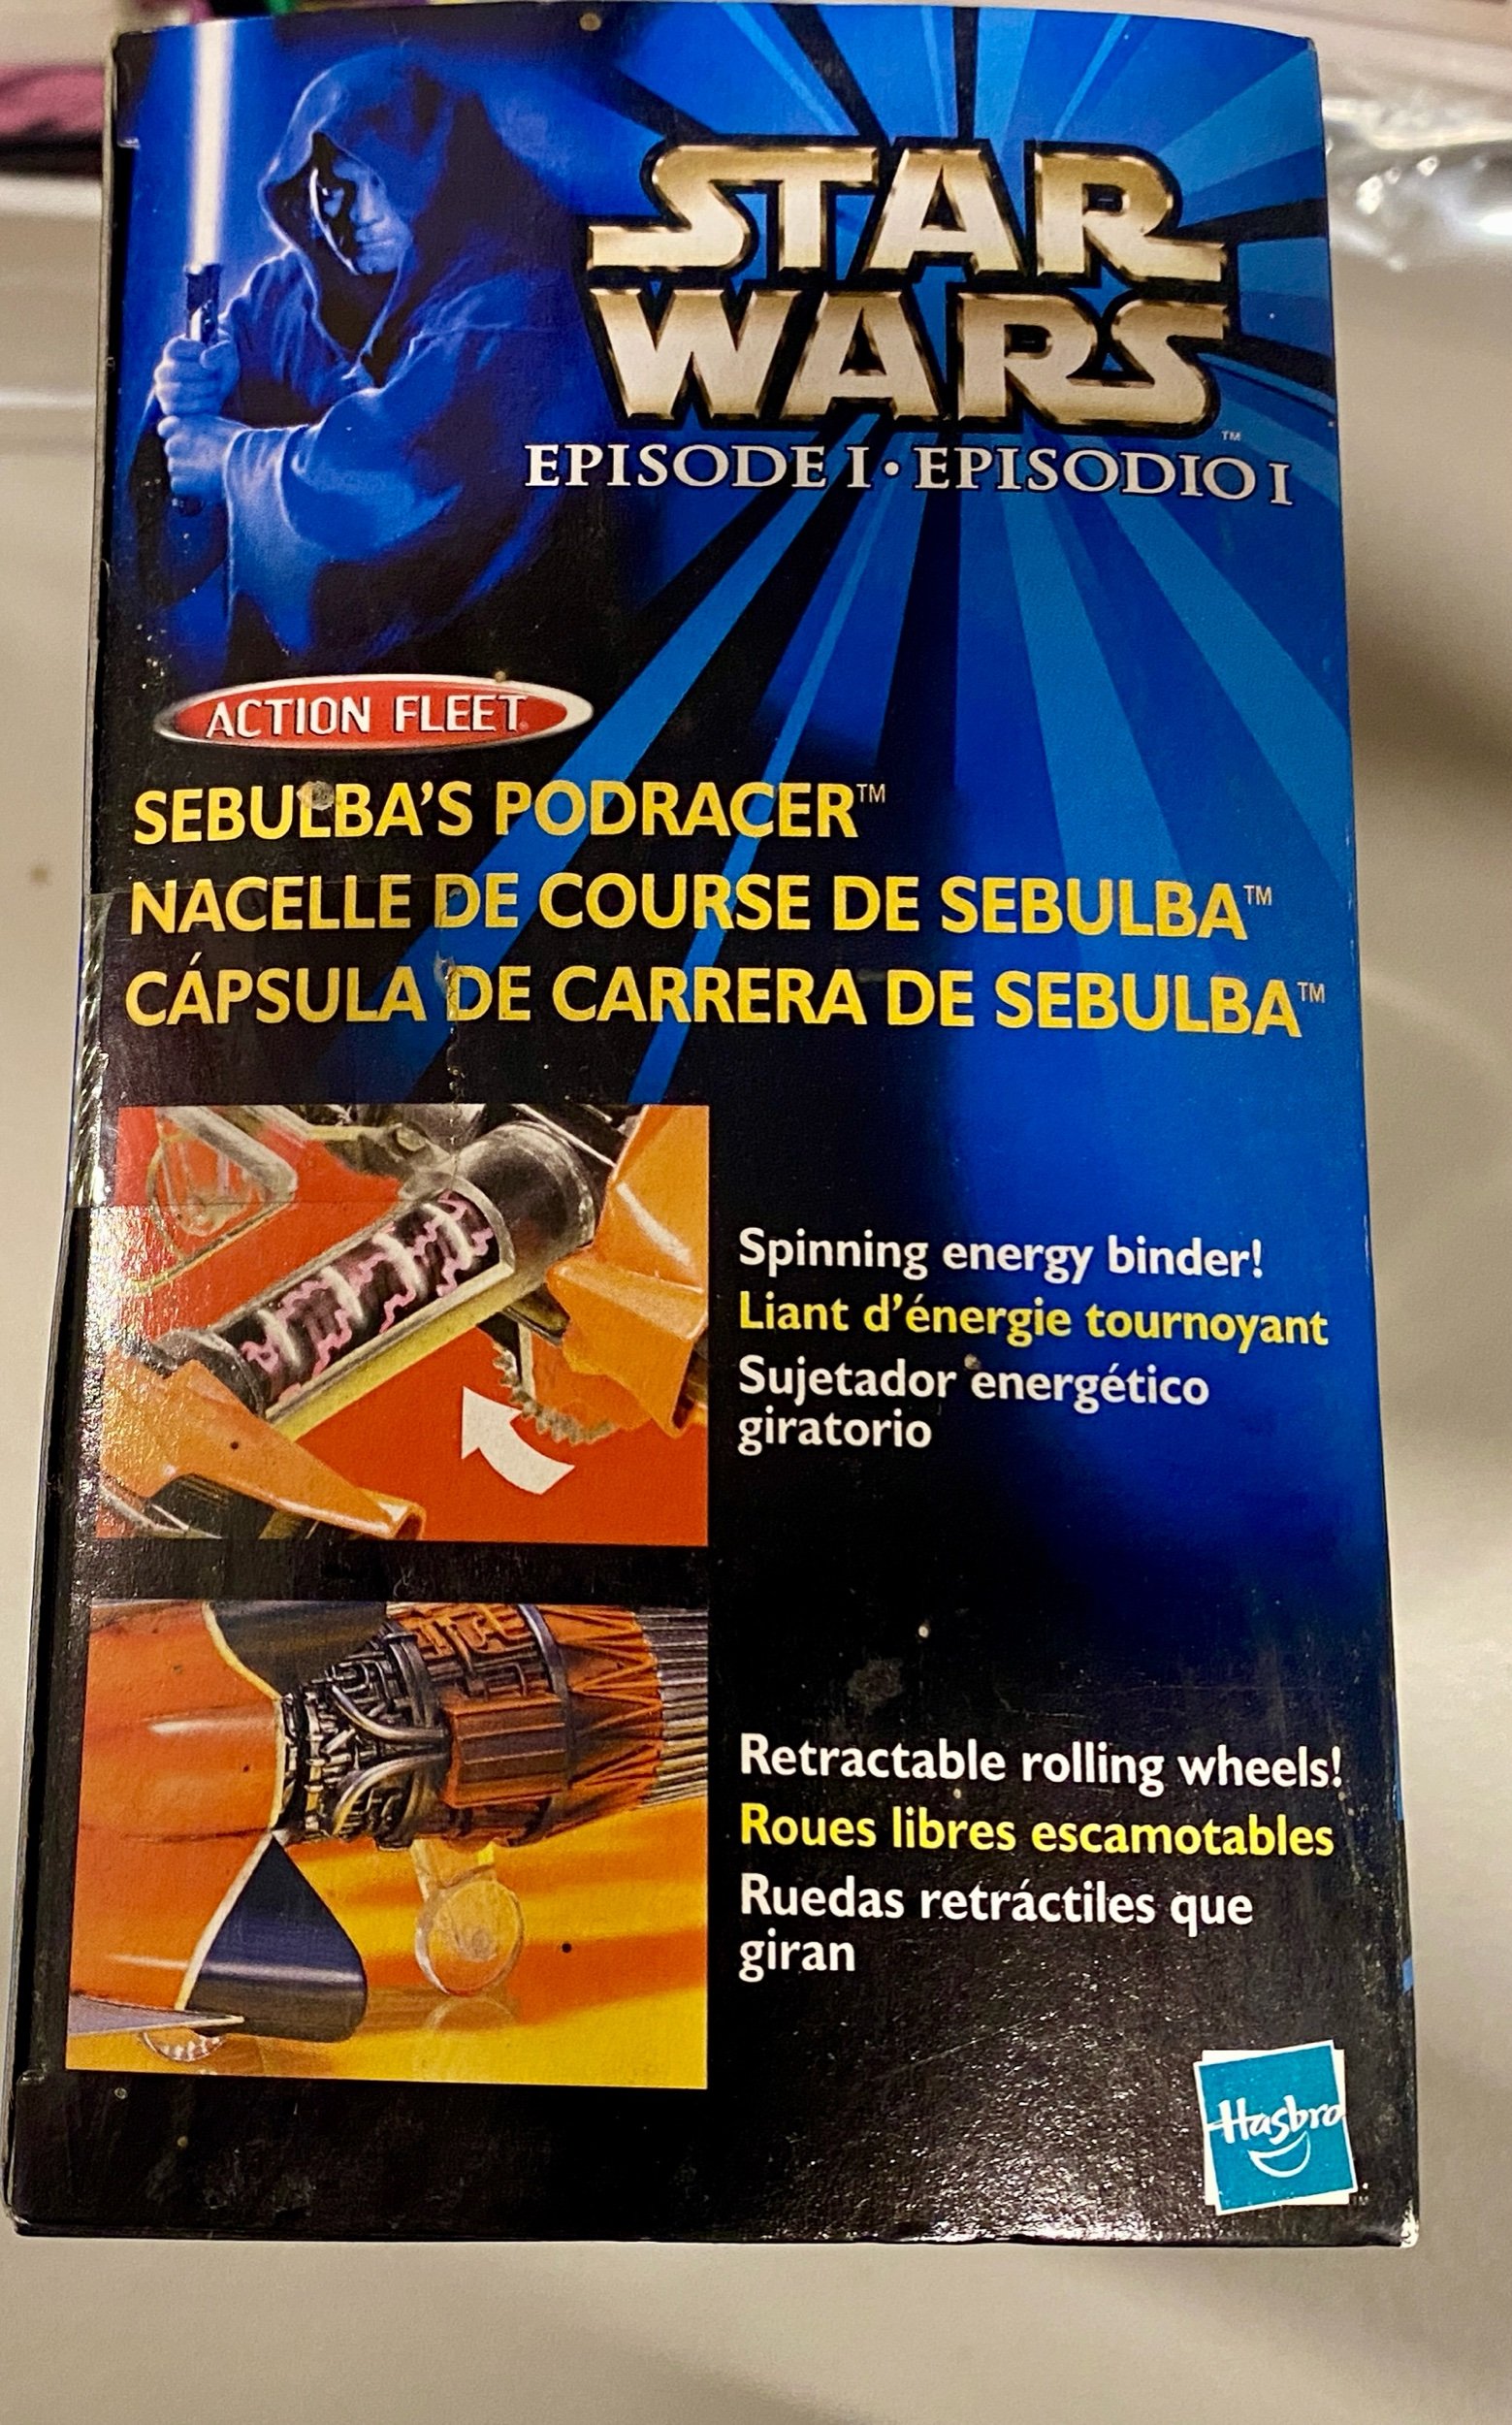 STAR
WARS™
EPISODE I • EPISODIO I
ACTION FLEET
SEBULBA'S PODRACER™
NACELLE DE COURSE DE SEBULBA™
CÁPSULA DE CARRERA DE SEBULBA™
Spinning energy binder!
Liant d'énergie tournoyant
Sujetador energético
giratorio
Retractable rolling wheels!
Roues libres escamotables
Ruedas retráctiles que
giran
Hasbro